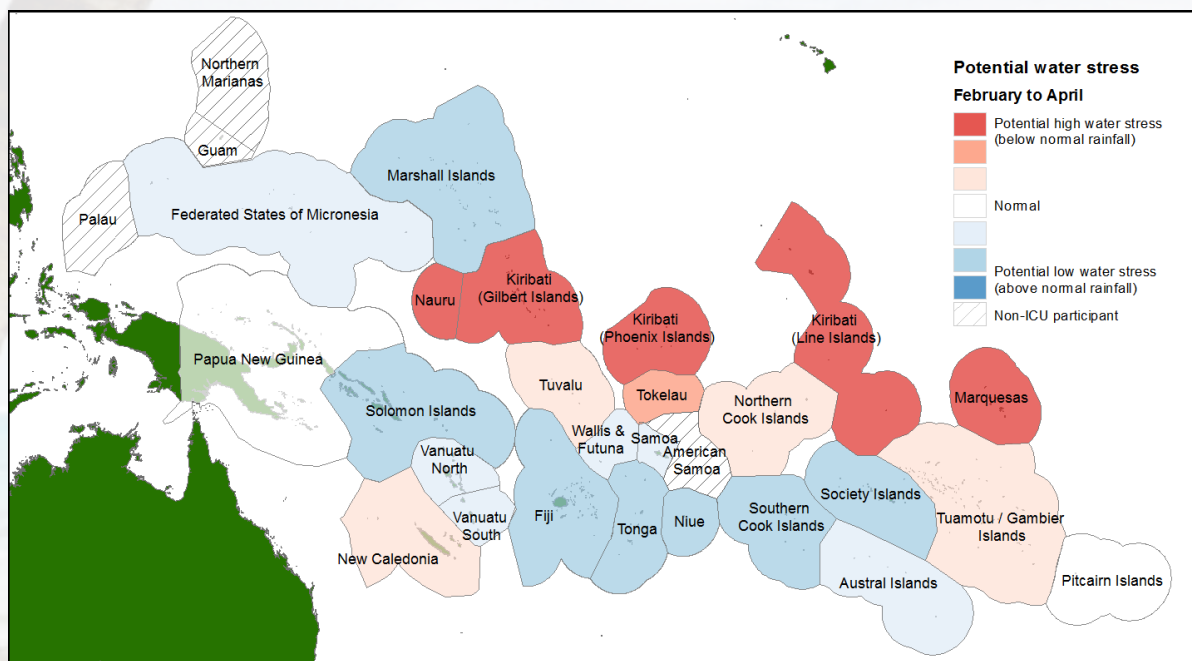 Northern
Marianas
Guam
Palau
Federated States of Micronesia
Marshall Islands
Nauru
Kiribati
(Gilbert Islands)
Kiribati
(Phoenix Islands)
Kiribati
(Line Islands)
Marquesas
Papua New Guinea
Solomon Islands
Tuvalu
Tokelau
Northern
Cook Islands
Wallis &
Futuna
Samoa
American
Samoa
Vanuatu
North
Vanuatu
South
New Caledonia
Fiji
Tonga
Niue
Southern
Cook Islands
Society Islands
Tuamotu / Gambier
Islands
Austral Islands
Pitcairn Islands
Potential water stress
February to April
Potential high water stress
(below normal rainfall)
Normal
Potential low water stress
(above normal rainfall)
Non-ICU participant